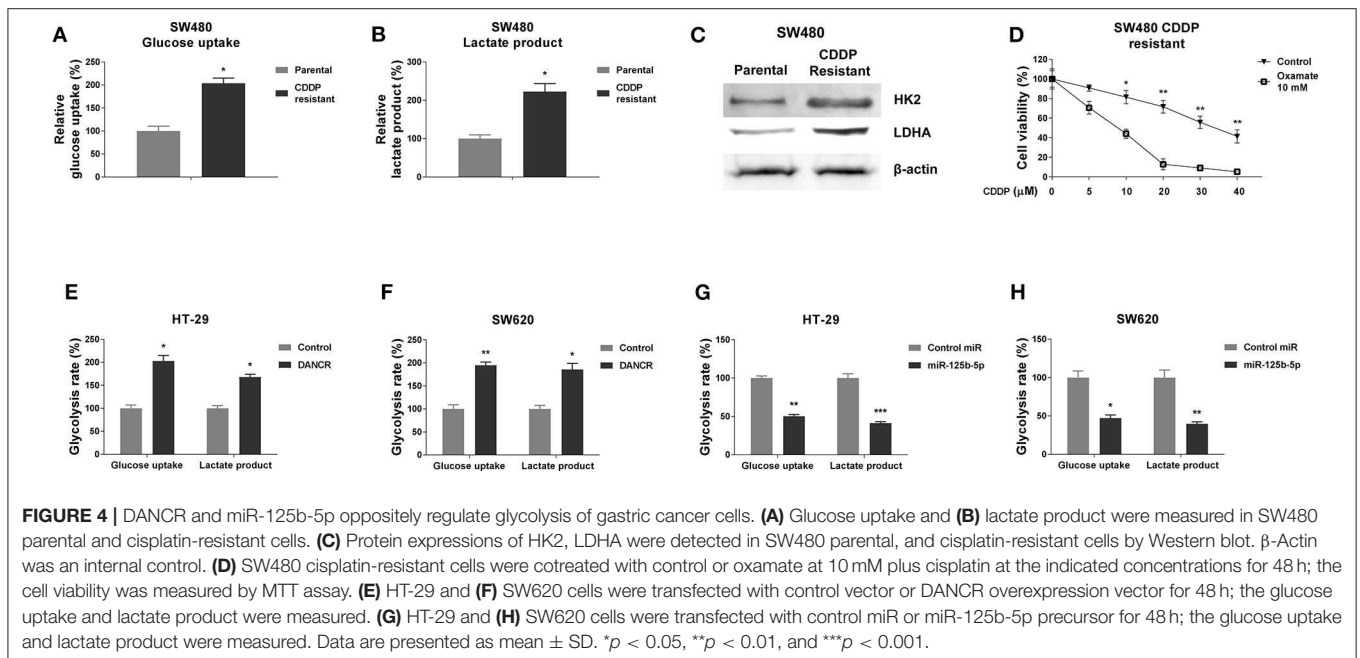 A
SW480
Glucose uptake
Relative
glucose uptake (%)
250
200
150
100
50
0
*
Parental
CDDP
resistant
B
SW480
Lactate product
Relative
lactate product (%)
300
200
100
0
*
Parental
CDDP
resistant
C
SW480
Parental
CDDP
Resistant
HK2
LDHA
β-actin
D
SW480 CDDP
resistant
Cell viability (%)
120
100
80
60
40
20
0
* ** ** **
Control
Oxamate
10 mM
CDDP (μM) 0 5 10 20 30 40
E
HT-29
Glycolysis rate (%)
250
200
150
100
50
0
* *
Control
DANCR
Glucose uptake Lactate product
F
SW620
Glycolysis rate (%)
250
200
150
100
50
0
** *
Control
DANCR
Glucose uptake Lactate product
G
HT-29
Glycolysis rate (%)
150
100
50
0
** ***
Control miR
miR-125b-5p
Glucose uptake Lactate product
H
SW620
Glycolysis rate (%)
150
100
50
0
* **
Control miR
miR-125b-5p
Glucose uptake Lactate product
FIGURE 4 | DANCR and miR-125b-5p oppositely regulate glycolysis of gastric cancer cells. (A) Glucose uptake and (B) lactate product were measured in SW480
parental and cisplatin-resistant cells. (C) Protein expressions of HK2, LDHA were detected in SW480 parental, and cisplatin-resistant cells by Western blot. β-Actin
was an internal control. (D) SW480 cisplatin-resistant cells were cotreated with control or oxamate at 10 mM plus cisplatin at the indicated concentrations for 48 h; the
cell viability was measured by MTT assay. (E) HT-29 and (F) SW620 cells were transfected with control vector or DANCR overexpression vector for 48 h; the glucose
uptake and lactate product were measured. (G) HT-29 and (H) SW620 cells were transfected with control miR or miR-125b-5p precursor for 48 h; the glucose uptake
and lactate product were measured. Data are presented as mean ± SD. *p < 0.05, **p < 0.01, and ***p < 0.001.